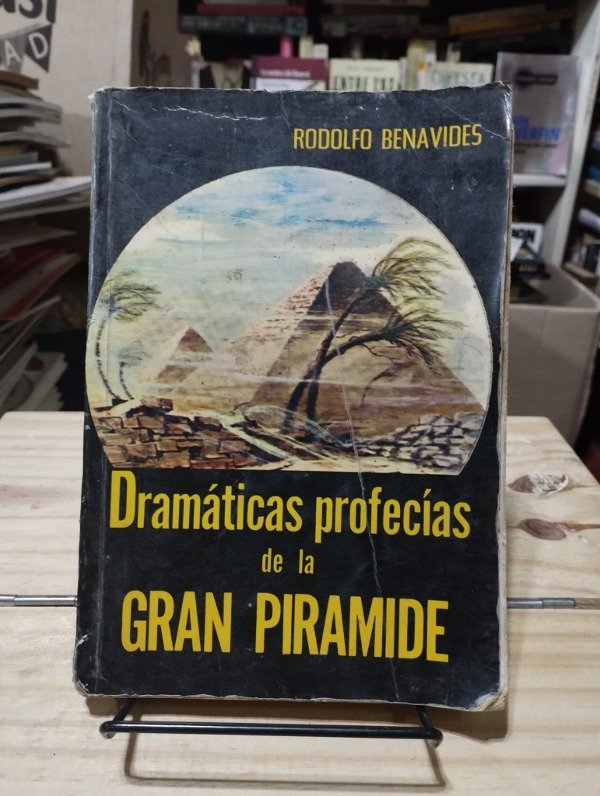 RODOLFO BENAVIDES
Dramáticas profecías
de la
GRAN PIRAMIDE